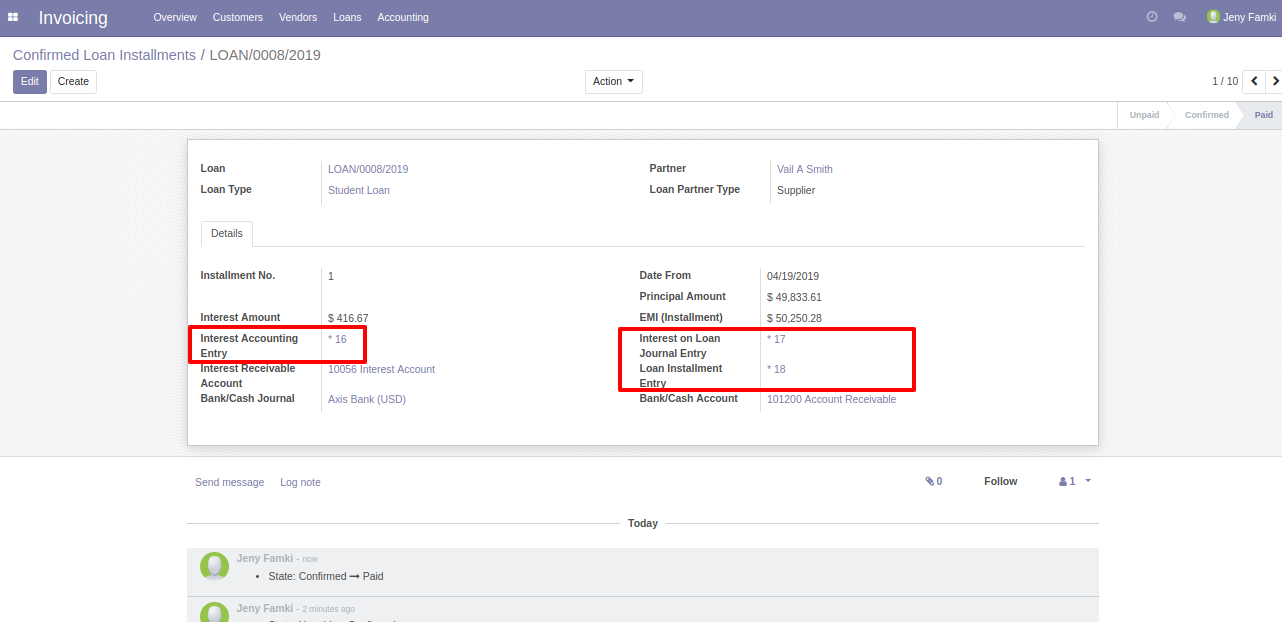 Invoicing
Overview Customers Vendors Loans Accounting
Jeny Famki
Confirmed Loan Installments / LOAN/0008/2019
Edit Create
Action
1 / 10
Unpaid Confirmed Paid
Loan LOAN/0008/2019
Partner Vail A Smith
Loan Type Student Loan
Loan Partner Type Supplier
Details
Installment No. 1
Date From 04/19/2019
Principal Amount $ 49,833.61
Interest Amount $ 416.67
EMI (Installment) $ 50,250.28
Interest Accounting Entry * 16
Interest on Loan Journal Entry * 17
Interest Receivable Account 10056 Interest Account
Loan Installment Entry * 18
Bank/Cash Journal Axis Bank (USD)
Bank/Cash Account 101200 Account Receivable
Send message Log note
0 Follow 1
Today
Jeny Famki - now
• State: Confirmed → Paid
Jeny Famki - 2 minutes ago